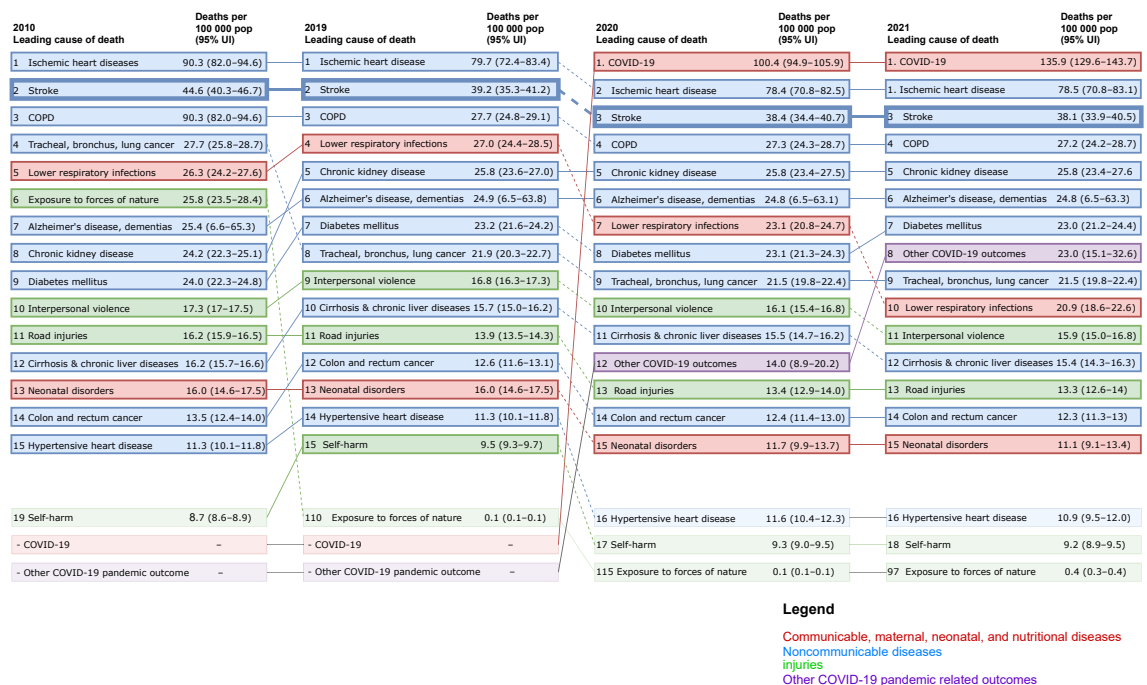 2010
Leading cause of death
Deaths per
100 000 pop
(95% UI)
1 Ischemic heart diseases 90.3 (82.0–94.6)
2 Stroke 44.6 (40.3–46.7)
3 COPD 90.3 (82.0–94.6)
4 Tracheal, bronchus, lung cancer 27.7 (25.8–28.7)
5 Lower respiratory infections 26.3 (24.2–27.6)
6 Exposure to forces of nature 25.8 (23.5–28.4)
7 Alzheimer's disease, dementias 25.4 (6.6–65.3)
8 Chronic kidney disease 24.2 (22.3–25.1)
9 Diabetes mellitus 24.0 (22.3–24.8)
10 Interpersonal violence 17.3 (17–17.5)
11 Road injuries 16.2 (15.9–16.5)
12 Cirrhosis & chronic liver diseases 16.2 (15.7–16.6)
13 Neonatal disorders 16.0 (14.6–17.5)
14 Colon and rectum cancer 13.5 (12.4–14.0)
15 Hypertensive heart disease 11.3 (10.1–11.8)
19 Self-harm 8.7 (8.6–8.9)
- COVID-19 –
- Other COVID-19 pandemic outcome –
2019
Leading cause of death
Deaths per
100 000 pop
(95% UI)
1 Ischemic heart disease 79.7 (72.4–83.4)
2 Stroke 39.2 (35.3–41.2)
3 COPD 27.7 (24.8–29.1)
4 Lower respiratory infections 27.0 (24.4–28.5)
5 Chronic kidney disease 25.8 (23.6–27.0)
6 Alzheimer's disease, dementias 24.9 (6.5–63.8)
7 Diabetes mellitus 23.2 (21.6–24.2)
8 Tracheal, bronchus, lung cancer 21.9 (20.3–22.7)
9 Interpersonal violence 16.8 (16.3–17.3)
10 Cirrhosis & chronic liver diseases 15.7 (15.0–16.2)
11 Road injuries 13.9 (13.5–14.3)
12 Colon and rectum cancer 12.6 (11.6–13.1)
13 Neonatal disorders 16.0 (14.6–17.5)
14 Hypertensive heart disease 11.3 (10.1–11.8)
15 Self-harm 9.5 (9.3–9.7)
110 Exposure to forces of nature 0.1 (0.1–0.1)
- COVID-19 –
- Other COVID-19 pandemic outcome –
2020
Leading cause of death
Deaths per
100 000 pop
(95% UI)
1. COVID-19 100.4 (94.9–105.9)
2 Ischemic heart disease 78.4 (70.8–82.5)
3 Stroke 38.4 (34.4–40.7)
4 COPD 27.3 (24.3–28.7)
5 Chronic kidney disease 25.8 (23.4–27.5)
6 Alzheimer's disease, dementias 24.8 (6.5–63.1)
7 Lower respiratory infections 23.1 (20.8–24.7)
8 Diabetes mellitus 23.1 (21.3–24.3)
9 Tracheal, bronchus, lung cancer 21.5 (19.8–22.4)
10 Interpersonal violence 16.1 (15.4–16.8)
11 Cirrhosis & chronic liver diseases 15.5 (14.7–16.2)
12 Other COVID-19 outcomes 14.0 (8.9–20.2)
13 Road injuries 13.4 (12.9–14.0)
14 Colon and rectum cancer 12.4 (11.4–13.0)
15 Neonatal disorders 11.7 (9.9–13.7)
16 Hypertensive heart disease 11.6 (10.4–12.3)
17 Self-harm 9.3 (9.0–9.5)
115 Exposure to forces of nature 0.1 (0.1–0.1)
2021
Leading cause of death
Deaths per
100 000 pop
(95% UI)
1. COVID-19 135.9 (129.6–143.7)
1. Ischemic heart disease 78.5 (70.8–83.1)
3 Stroke 38.1 (33.9–40.5)
4 COPD 27.2 (24.2–28.7)
5 Chronic kidney disease 25.8 (23.4–27.6
6 Alzheimer's disease, dementias 24.8 (6.5–63.3)
7 Diabetes mellitus 23.0 (21.2–24.4)
8 Other COVID-19 outcomes 23.0 (15.1–32.6)
9 Tracheal, bronchus, lung cancer 21.5 (19.8–22.4)
10 Lower respiratory infections 20.9 (18.6–22.6)
11 Interpersonal violence 15.9 (15.0–16.8)
12 Cirrhosis & chronic liver diseases 15.4 (14.3–16.3)
13 Road injuries 13.3 (12.6–14)
14 Colon and rectum cancer 12.3 (11.3–13)
15 Neonatal disorders 11.1 (9.1–13.4)
16 Hypertensive heart disease 10.9 (9.5–12.0)
18 Self-harm 9.2 (8.9–9.5)
97 Exposure to forces of nature 0.4 (0.3–0.4)
Legend
Communicable, maternal, neonatal, and nutritional diseases
Noncommunicable diseases
injuries
Other COVID-19 pandemic related outcomes